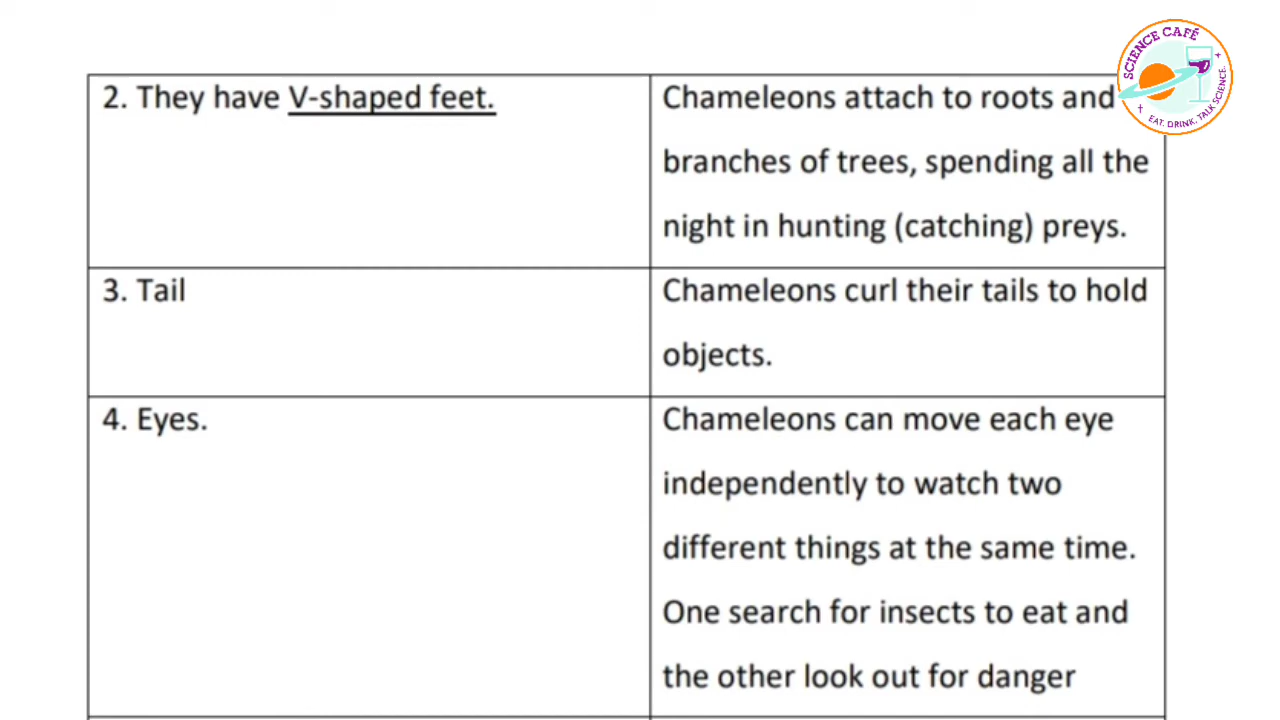 SCIENCE CAFÉ
EAT. DRINK. TALK SCIENCE.
2. They have V-shaped feet.
Chameleons attach to roots and
branches of trees, spending all the
night in hunting (catching) preys.
3. Tail
Chameleons curl their tails to hold
objects.
4. Eyes.
Chameleons can move each eye
independently to watch two
different things at the same time.
One search for insects to eat and
the other look out for danger